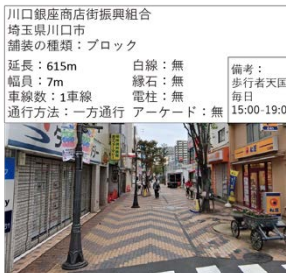 川口銀座商店街振興組合
埼玉県川口市
舗装の種類：ブロック
延長：615m 白線：無
幅員：7m 縁石：無
車線数：1車線 電柱：無
通行方法：一方通行 アーケード：無
備考：
歩行者天国
毎日
15:00-19:0